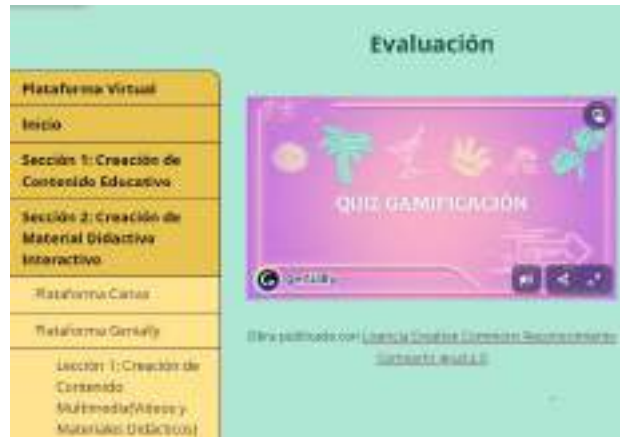 Evaluación
Plataforma Virtual
Inicio
Sección 1: Creación de
Contenido Educativo
Sección 2: Creación de
Material Didáctico
Interactivo
Plataforma Canva
Plataforma Genially
Lección 1: Creación de
Contenido
Multimedia(Videos y
Materiales Didácticos)
QUIZ GAMIFICACIÓN
Genially
Obra publicada con Licencia Creative Commons Reconocimiento
Compartir igual 4.0